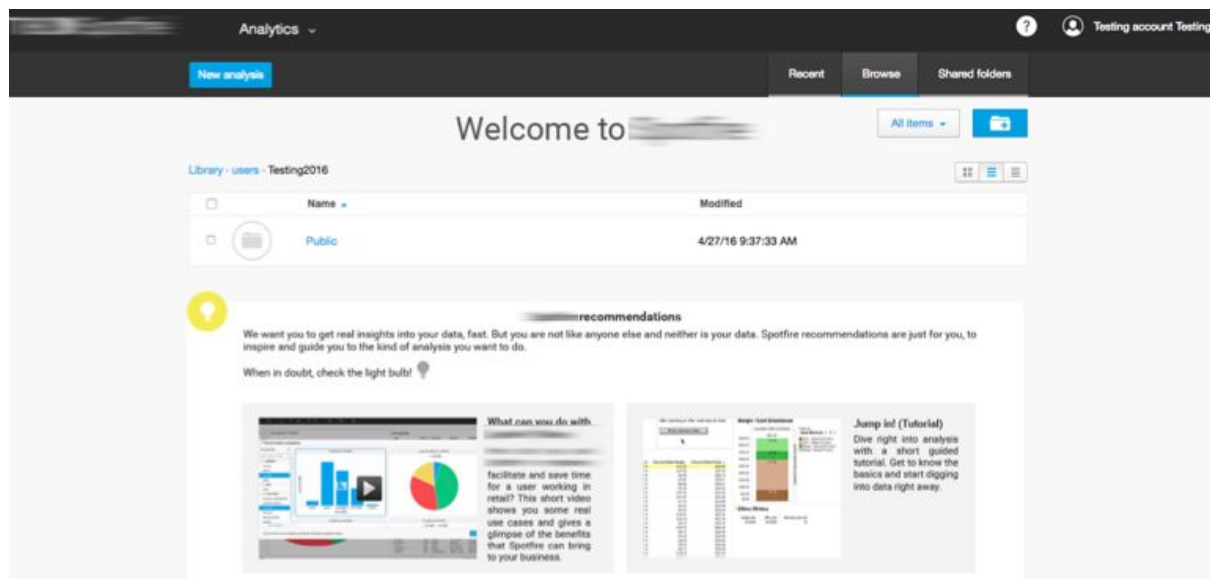 Analytics
Testing account Testing
New analysis
Recent
Browse
Shared folders
Welcome to
All items
Library · users · Testing2016
Name
Modified
Public
4/27/16 9:37:33 AM
recommendations
We want you to get real insights into your data, fast. But you are not like anyone else and neither is your data. Spotfire recommendations are just for you, to
inspire and guide you to the kind of analysis you want to do.
When in doubt, check the light bulb!
What can you do with
facilitate and save time
for a user working in
retail? This short video
shows you some real
use cases and gives a
glimpse of the benefits
that Spotfire can bring
to your business.
Jump in! (Tutorial)
Dive right into analysis
with a short guided
tutorial. Get to know the
basics and start digging
into data right away.